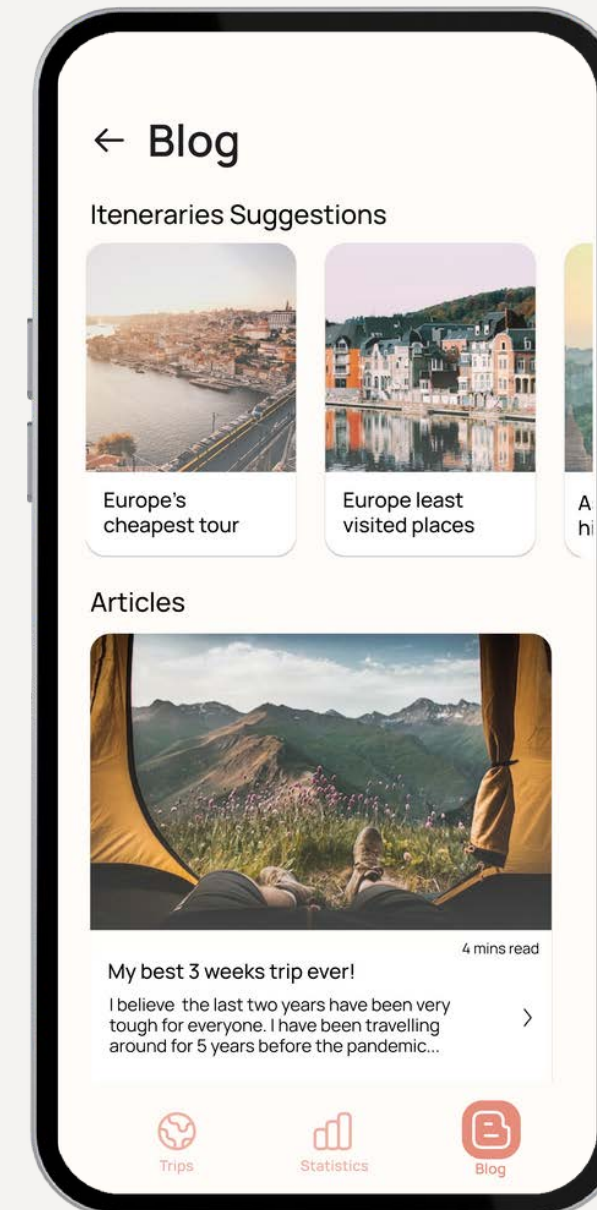 Blog
Iteneraries Suggestions
Europe's
cheapest tour
Europe least
visited places
A
hi
Articles
4 mins read
My best 3 weeks trip ever!
I believe the last two years have been very
tough for everyone. I have been travelling
around for 5 years before the pandemic...
Trips
Statistics
Blog